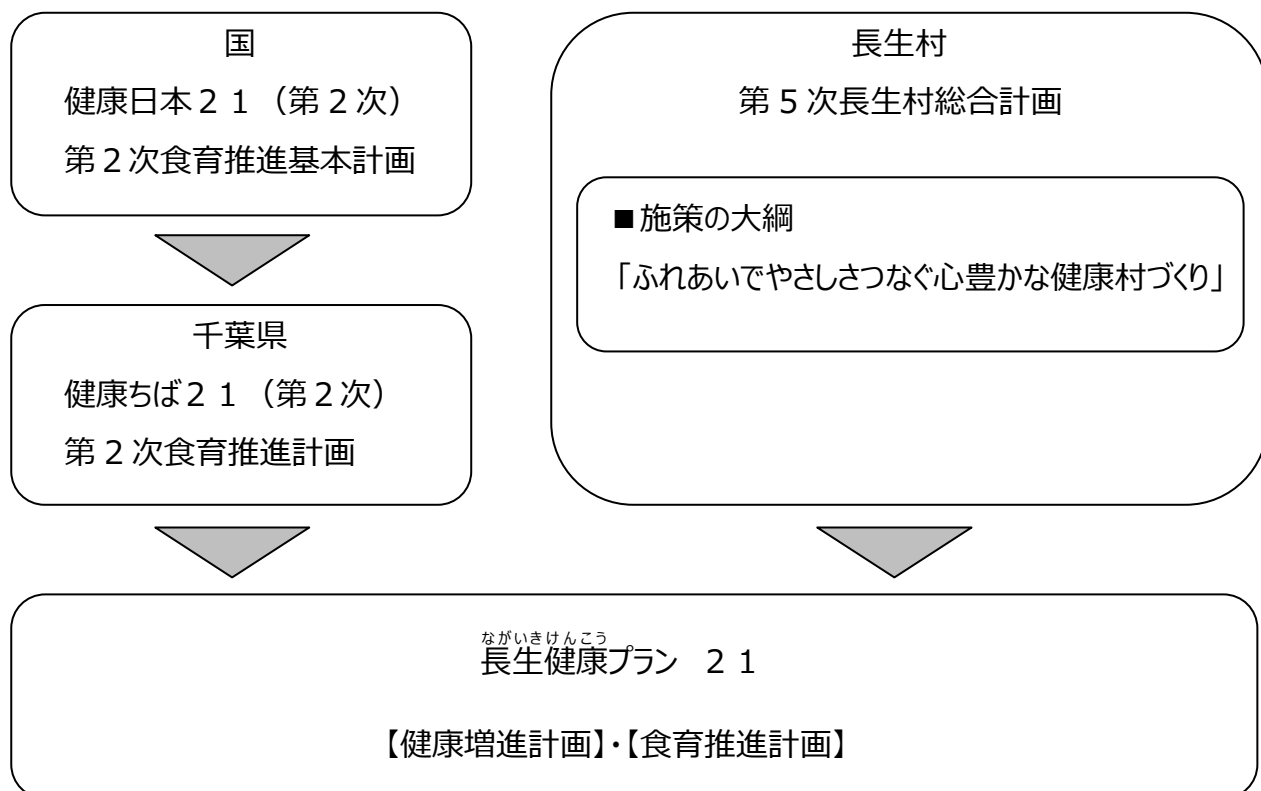 国
健康日本２１（第２次）
第２次食育推進基本計画
千葉県
健康ちば２１（第２次）
第２次食育推進計画
長生村
第５次長生村総合計画
■施策の大綱
「ふれあいでやさしさつなぐ心豊かな健康村づくり」
ながいきけんこう
長生健康プラン　２１
【健康増進計画】・【食育推進計画】